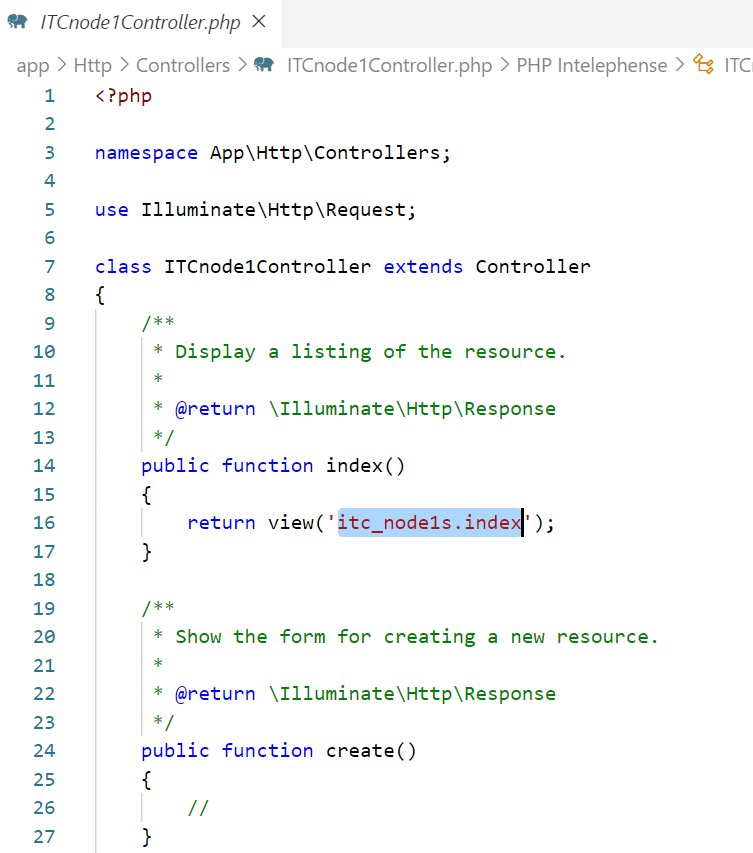 ITCnode1Controller.php ×
app > Http > Controllers > ITCnode1Controller.php > PHP Intelephense > ITC
1 <?php
2
3 namespace App\Http\Controllers;
4
5 use Illuminate\Http\Request;
6
7 class ITCnode1Controller extends Controller
8 {
9 /**
10 * Display a listing of the resource.
11 *
12 * @return \Illuminate\Http\Response
13 */
14 public function index()
15 {
16 return view('itc_node1s.index');
17 }
18
19 /**
20 * Show the form for creating a new resource.
21 *
22 * @return \Illuminate\Http\Response
23 */
24 public function create()
25 {
26 //
27 }